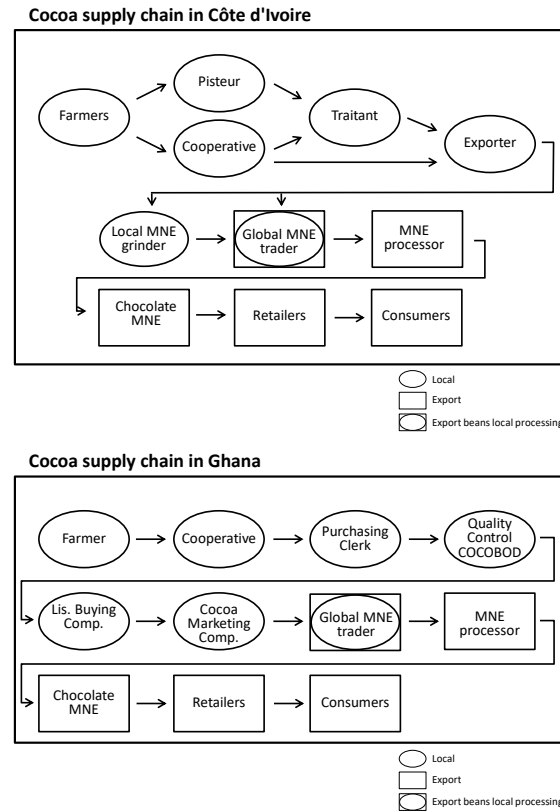 Cocoa supply chain in Côte d'Ivoire
Pisteur
Farmers
Traitant
Cooperative
Exporter
Local MNE
grinder
Global MNE
trader
MNE
processor
Chocolate
MNE
Retailers
Consumers
Local
Export
Export beans local processing
Cocoa supply chain in Ghana
Farmer
Cooperative
Purchasing
Clerk
Quality
Control
COCOBOD
Lis. Buying
Comp.
Cocoa
Marketing
Comp.
Global MNE
trader
MNE
processor
Chocolate
MNE
Retailers
Consumers
Local
Export
Export beans local processing